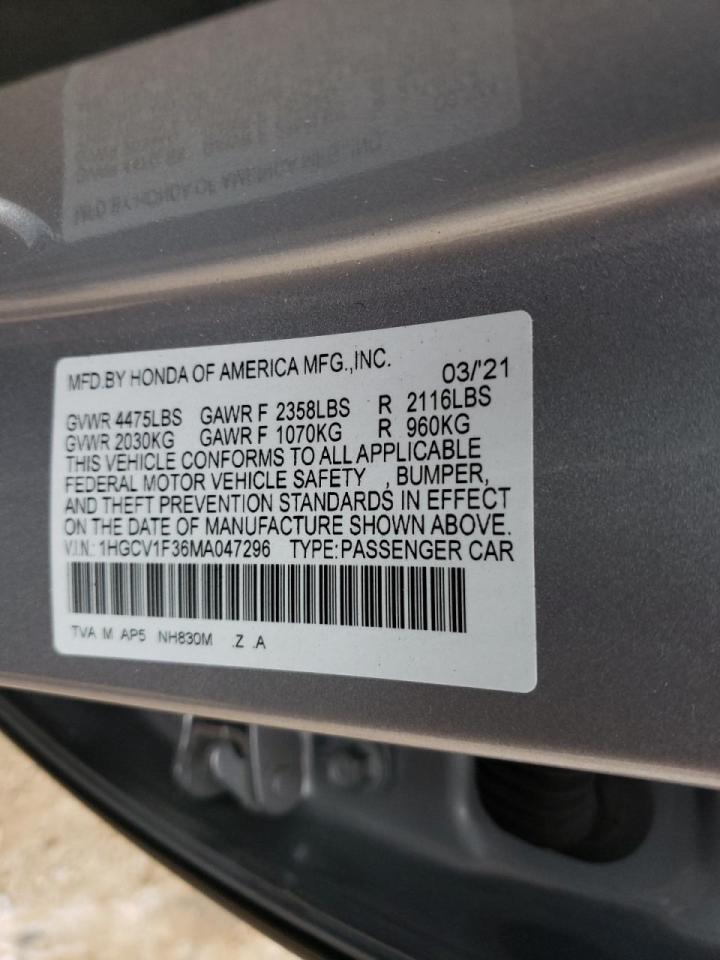 MFD.BY HONDA OF AMERICA MFG.,INC. 03/'21
GVWR 4475LBS GAWR F 2358LBS R 2116LBS
GVWR 2030KG GAWR F 1070KG R 960KG
THIS VEHICLE CONFORMS TO ALL APPLICABLE
FEDERAL MOTOR VEHICLE SAFETY , BUMPER,
AND THEFT PREVENTION STANDARDS IN EFFECT
ON THE DATE OF MANUFACTURE SHOWN ABOVE.
V.I.N.: 1HGCV1F36MA047296 TYPE:PASSENGER CAR
TVA M AP5 NH830M .Z .A